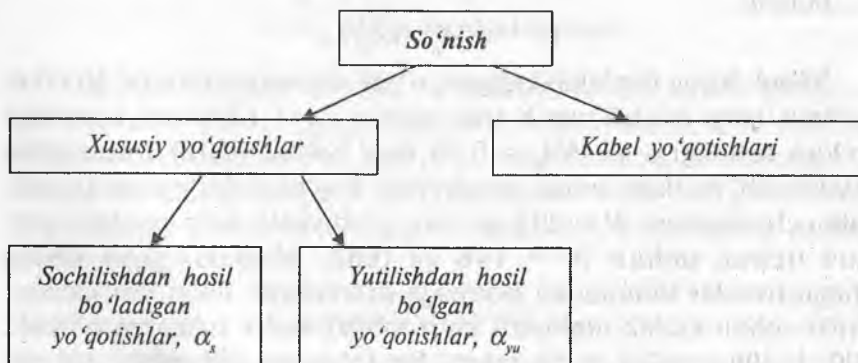 So‘nish
Xususiy yo‘qotishlar
Kabel yo‘qotishlari
Sochilishdan hosil
bo‘ladigan
yo‘qotishlar, αs
Yutilishdan hosil
bo‘lgan
yo‘qotishlar, αyu